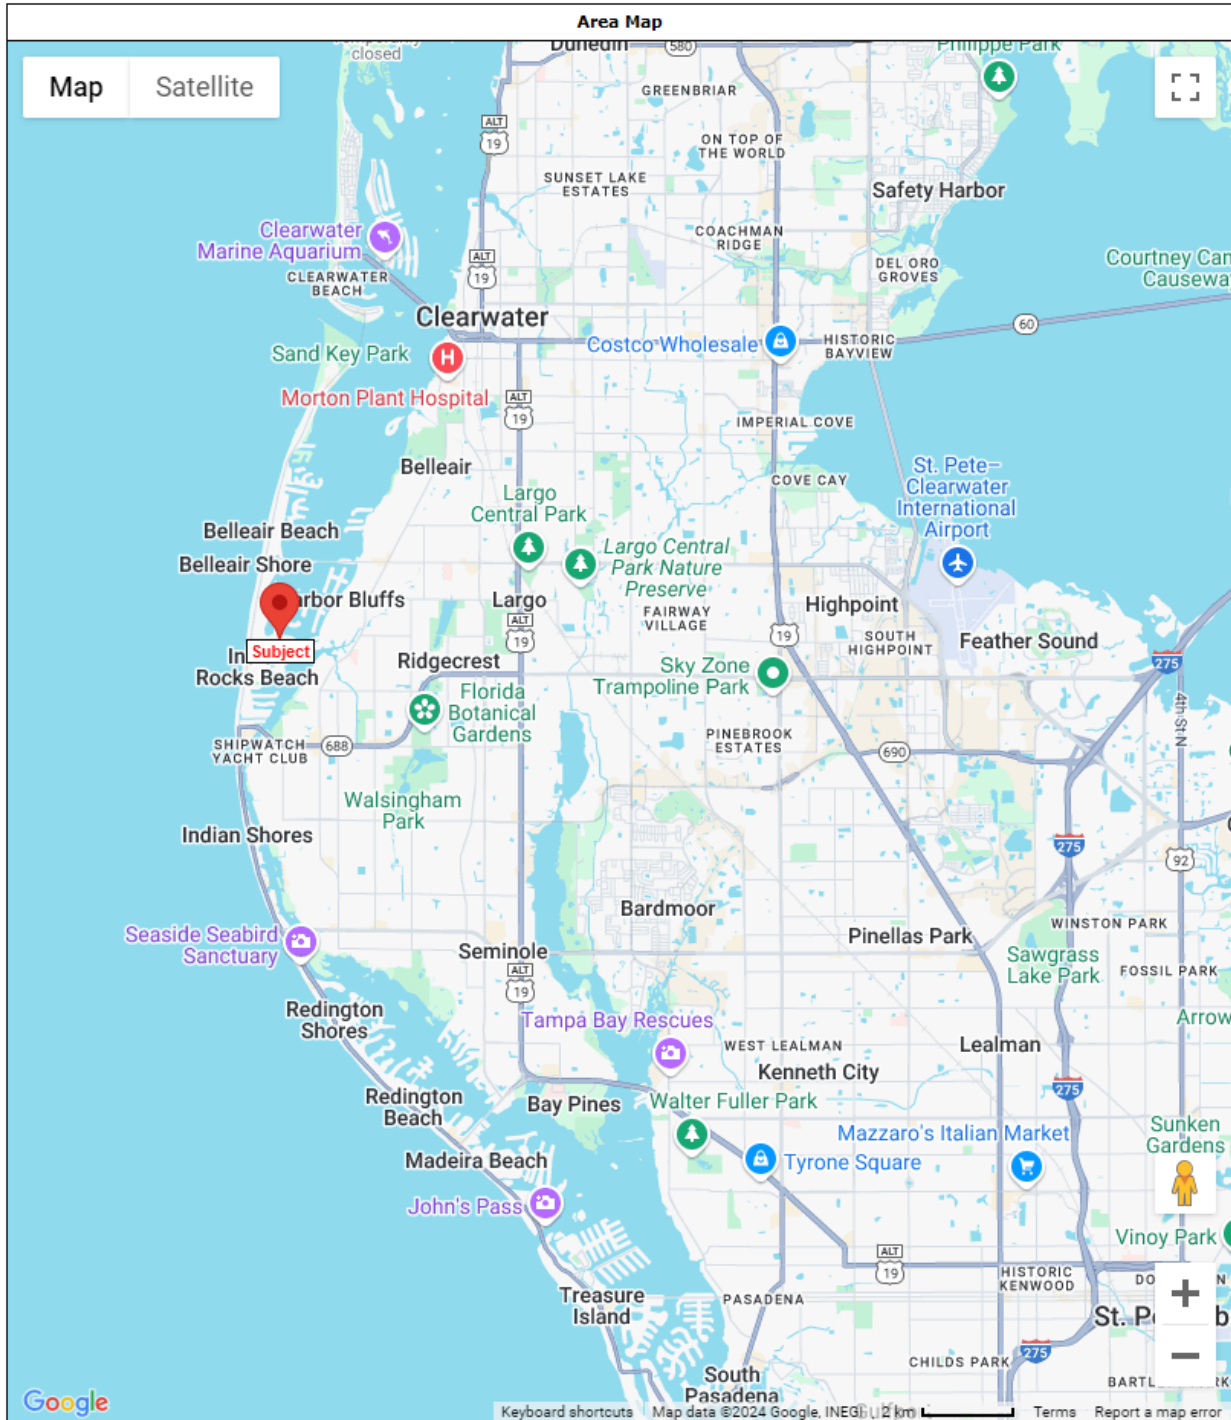 Area Map
Temporarily
closed
Dunedin
580
Philippe Park
Map
Satellite
GREENBRIAR
ALT
19
ON TOP OF
THE WORLD
SUNSET LAKE
ESTATES
Safety Harbor
Clearwater
Marine Aquarium
COACHMAN
RIDGE
ALT
19
DEL ORO
GROVES
Courtney Cam
Causewa
CLEARWATER
BEACH
Clearwater
60
Sand Key Park
H
Costco Wholesale
HISTORIC
BAYVIEW
Morton Plant Hospital
ALT
19
IMPERIAL COVE
Belleair
COVE CAY
St. Pete–
Clearwater
International
Airport
Largo
Central Park
Belleair Beach
Belleair Shore
Largo Central
Park Nature
Preserve
arbor Bluffs
Largo
FAIRWAY
VILLAGE
Highpoint
ALT
19
19
SOUTH
HIGHPOINT
Feather Sound
Subject
In
Rocks Beach
Ridgecrest
Sky Zone
Trampoline Park
275
4th St N
Florida
Botanical
Gardens
SHIPWATCH
YACHT CLUB
688
PINEBROOK
ESTATES
690
Walsingham
Park
Indian Shores
275
92
Bardmoor
Seaside Seabird
Sanctuary
Seminole
Pinellas Park
WINSTON PARK
Sawgrass
Lake Park
FOSSIL PARK
ALT
19
Redington
Shores
Tampa Bay Rescues
Arrow
WEST LEALMAN
Lealman
Kenneth City
275
Redington
Beach
Bay Pines
Walter Fuller Park
Mazzaro's Italian Market
Sunken
Gardens
Madeira Beach
Tyrone Square
John's Pass
Vinoy Park
ALT
19
HISTORIC
KENWOOD
DO
N
Treasure
Island
PASADENA
St. P
b
275
CHILDS PARK
South
Pasadena
BARTL
RK
Google
Keyboard shortcuts
Map data ©2024 Google, INEGI
2 km
Terms
Report a map error